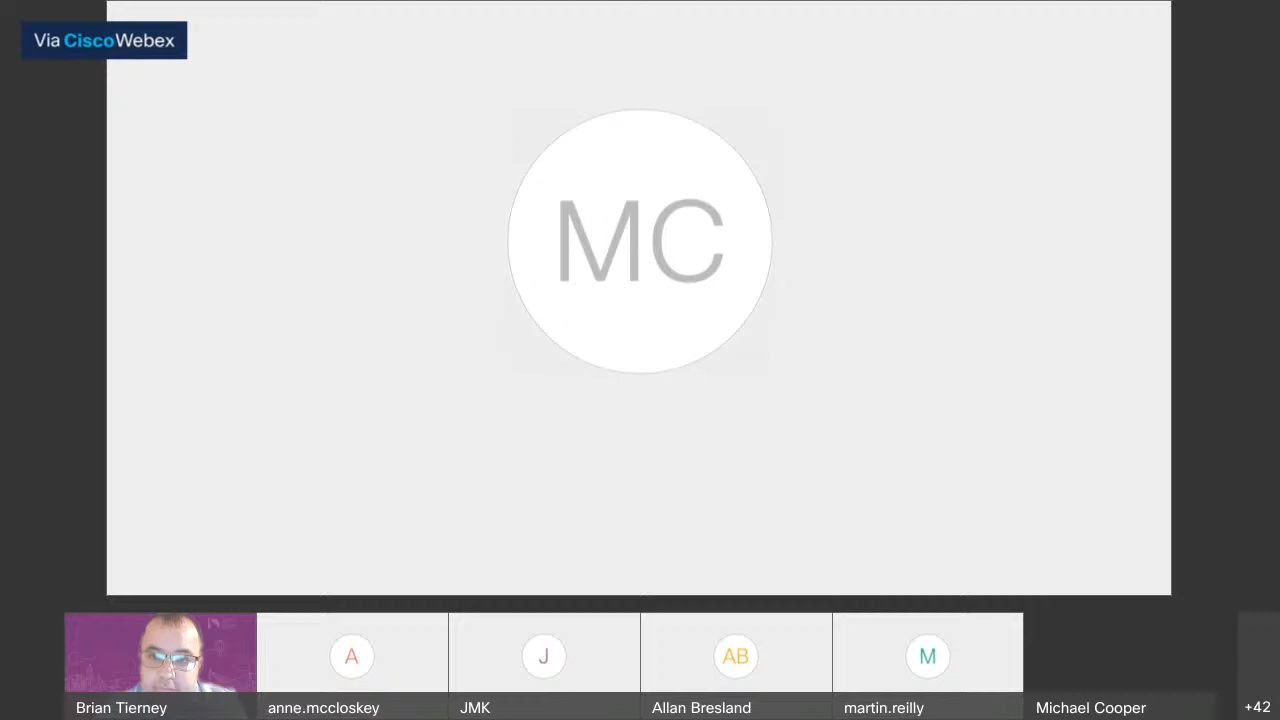 Via CiscoWebex
MC
A
J
AB
M
Brian Tierney
anne.mccloskey
JMK
Allan Bresland
martin.reilly
Michael Cooper
+42